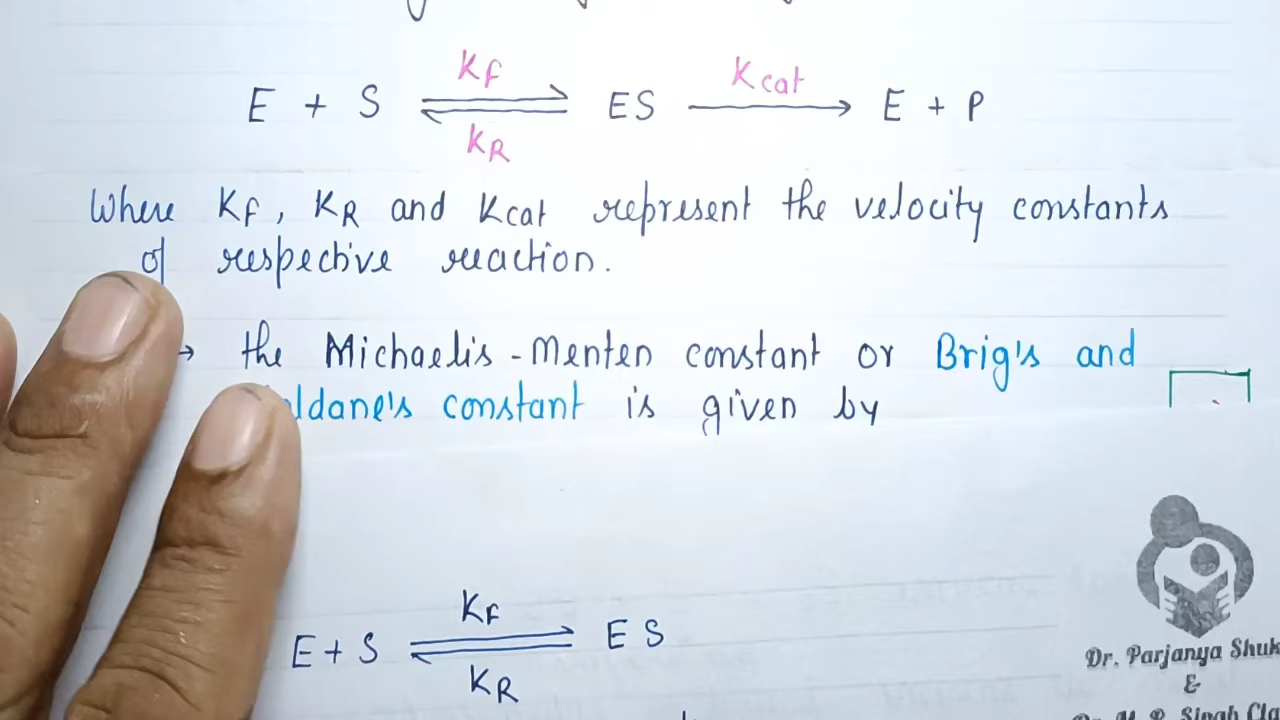 KF Kcat
E + S ES E + P
KR
Where KF, KR and Kcat represent the velocity constants
of respective reaction.
→ the Michaelis - Menten constant or Brig's and
ldane's constant is given by
KF
E + S ES
KR
Dr. Parjanya Shuk
&